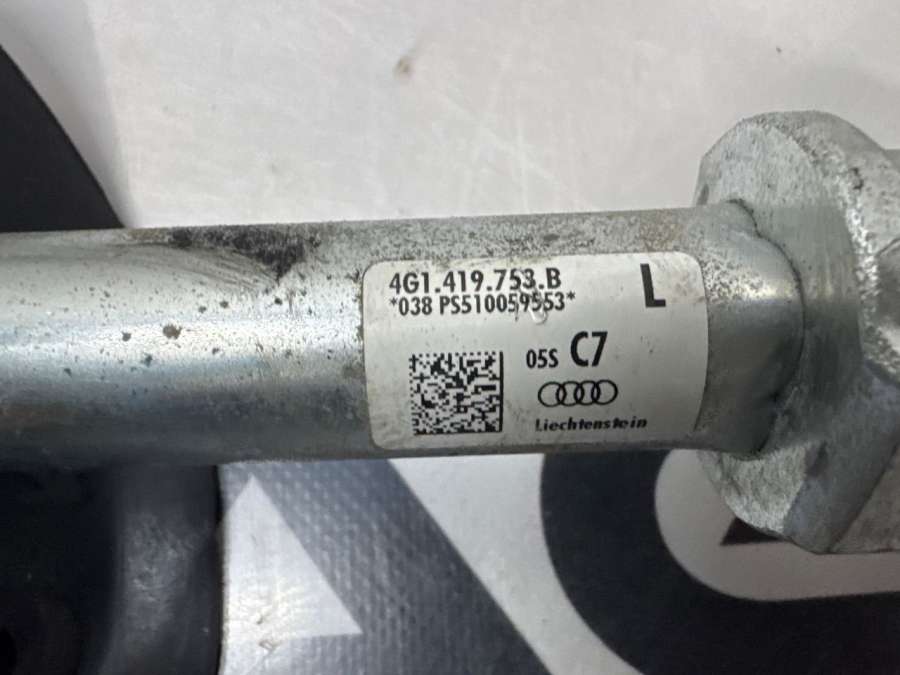 4G1.419.753.B
L
*038 PS510059553*
05S C7
Liechtenstein